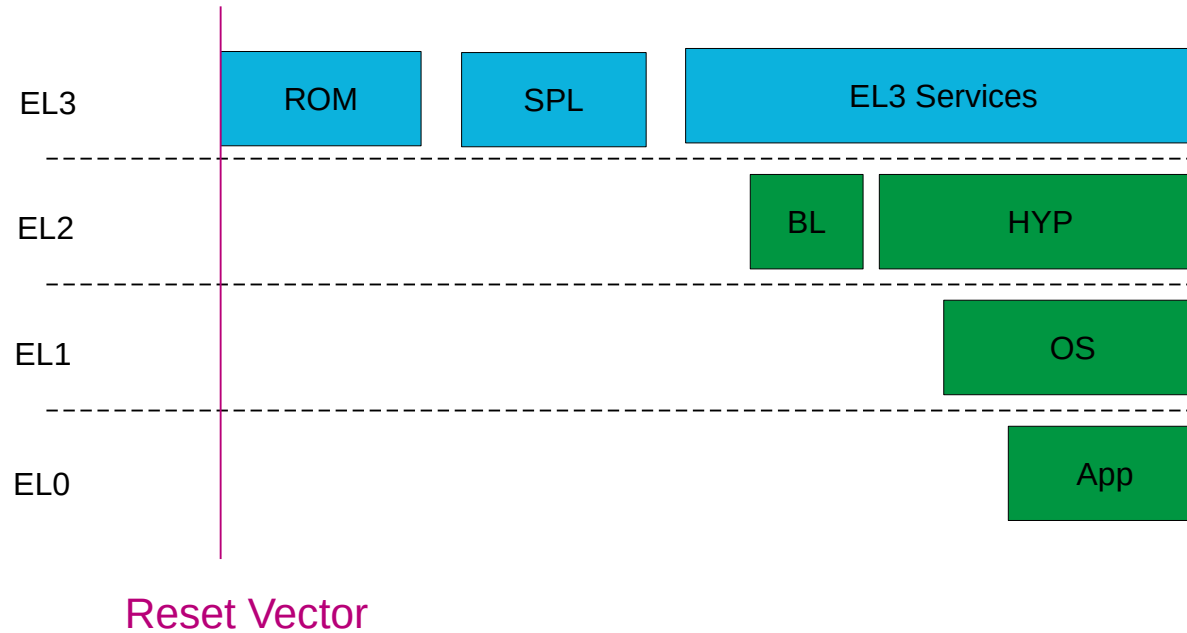 EL3
ROM
SPL
EL3 Services
EL2
BL
HYP
EL1
OS
EL0
App
Reset Vector